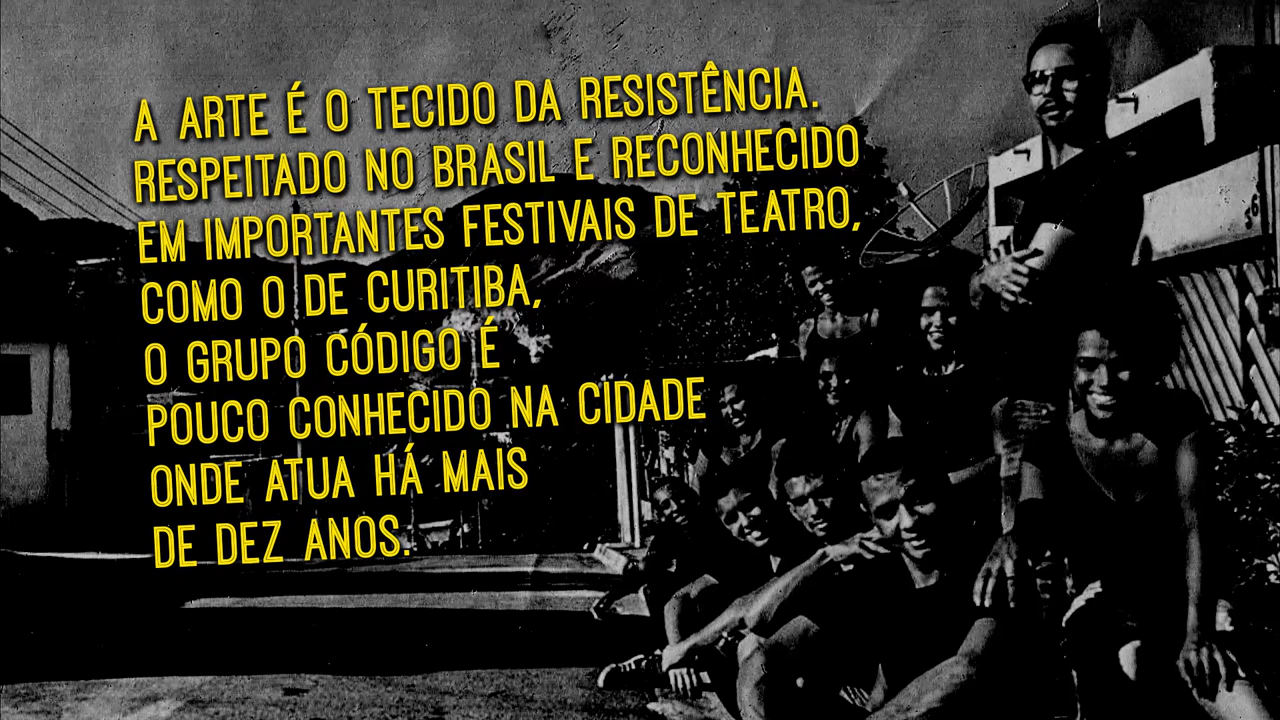 A ARTE É O TECIDO DA RESISTÊNCIA.
RESPEITADO NO BRASIL E RECONHECIDO
EM IMPORTANTES FESTIVAIS DE TEATRO,
COMO O DE CURITIBA,
O GRUPO CÓDIGO É
POUCO CONHECIDO NA CIDADE
ONDE ATUA HÁ MAIS
DE DEZ ANOS.
56